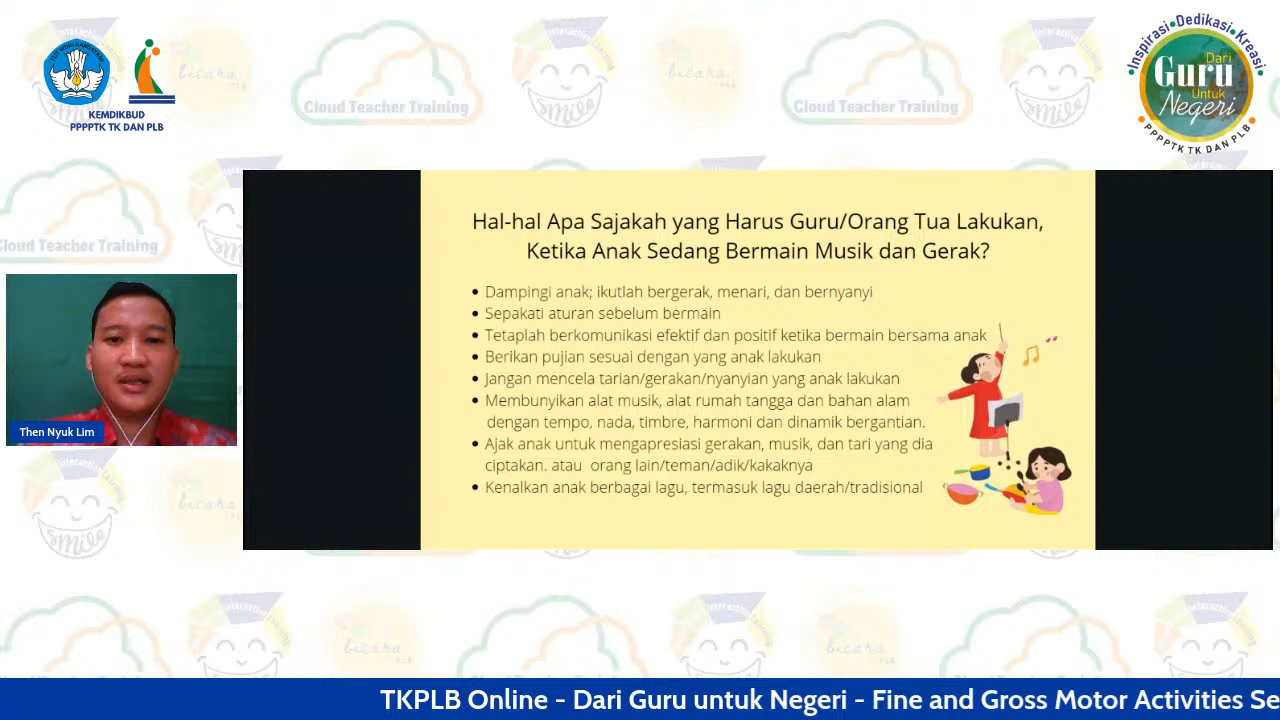 TUT WURI HANDAYANI
KEMDIKBUD
PPPPTK TK DAN PLB
Inspirasi•Dedikasi•Kreasi
Dari
Guru
Untuk
Negeri
PPPPTK TK DAN PLB
Cloud Teacher Training
Cloud Teacher Training
Cloud Teacher Training
Hal-hal Apa Sajakah yang Harus Guru/Orang Tua Lakukan,
Ketika Anak Sedang Bermain Musik dan Gerak?
• Dampingi anak; ikutlah bergerak, menari, dan bernyanyi
• Sepakati aturan sebelum bermain
• Tetaplah berkomunikasi efektif dan positif ketika bermain bersama anak
• Berikan pujian sesuai dengan yang anak lakukan
• Jangan mencela tarian/gerakan/nyanyian yang anak lakukan
• Membunyikan alat musik, alat rumah tangga dan bahan alam
dengan tempo, nada, timbre, harmoni dan dinamik bergantian.
• Ajak anak untuk mengapresiasi gerakan, musik, dan tari yang dia
ciptakan. atau orang lain/teman/adik/kakaknya
• Kenalkan anak berbagai lagu, termasuk lagu daerah/tradisional
Then Nyuk Lim
TKPLB Online - Dari Guru untuk Negeri - Fine and Gross Motor Activities Se